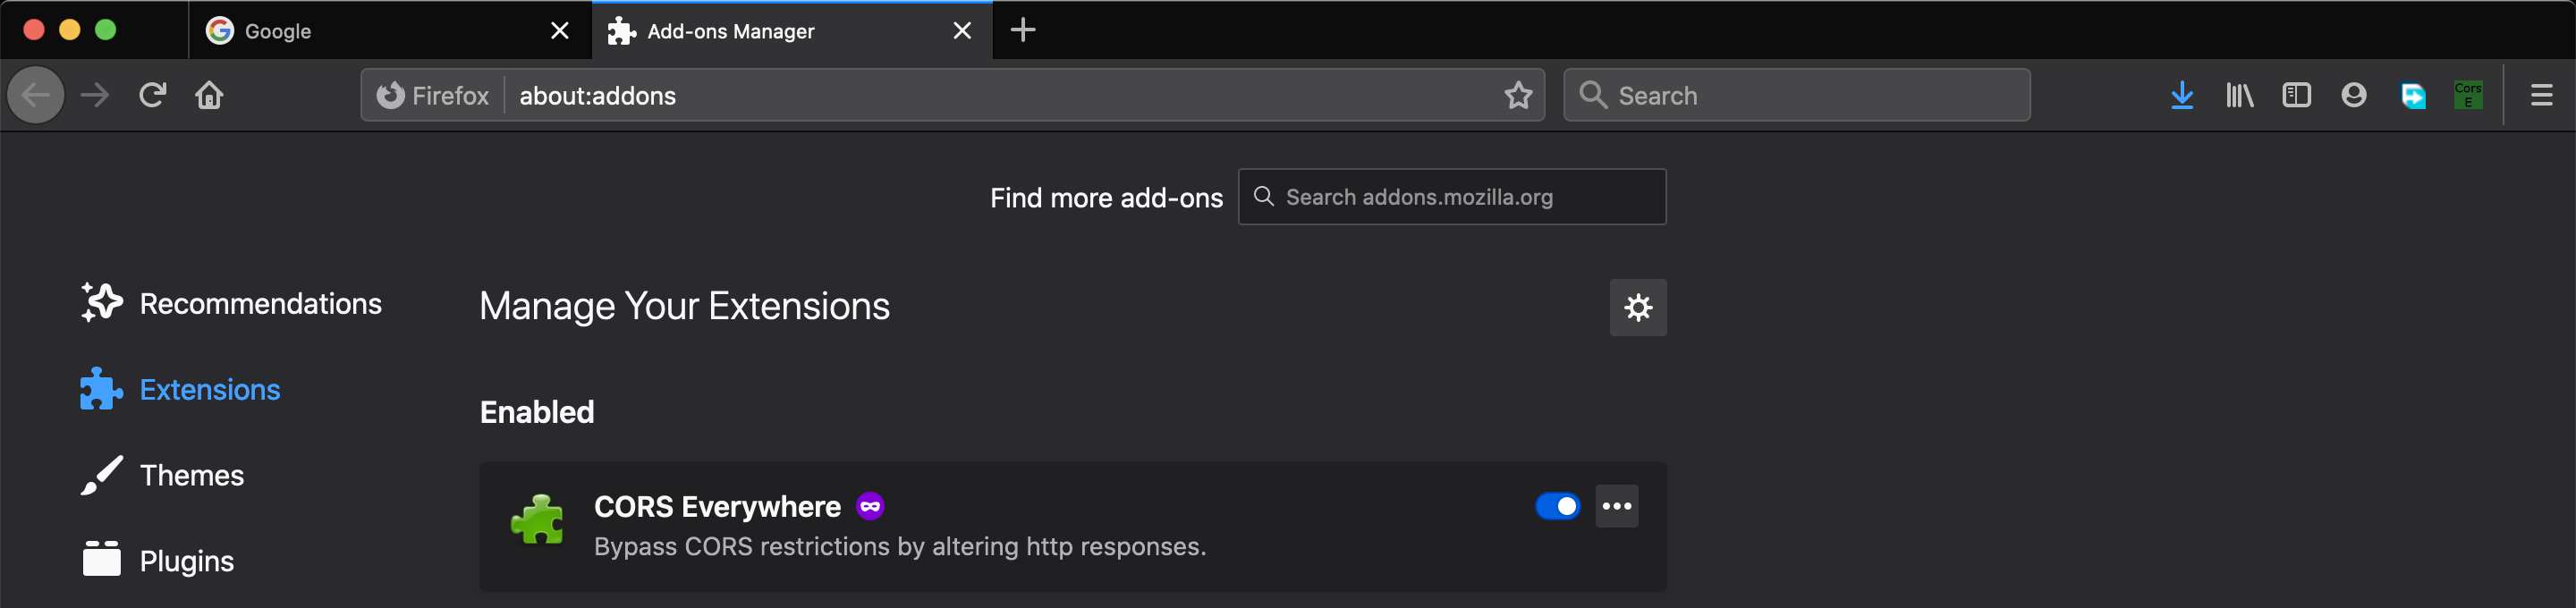 Google
Add-ons Manager
Firefox
about:addons
Search
Cors
E
Find more add-ons
Search addons.mozilla.org
Recommendations
Manage Your Extensions
Extensions
Enabled
Themes
CORS Everywhere
Bypass CORS restrictions by altering http responses.
Plugins